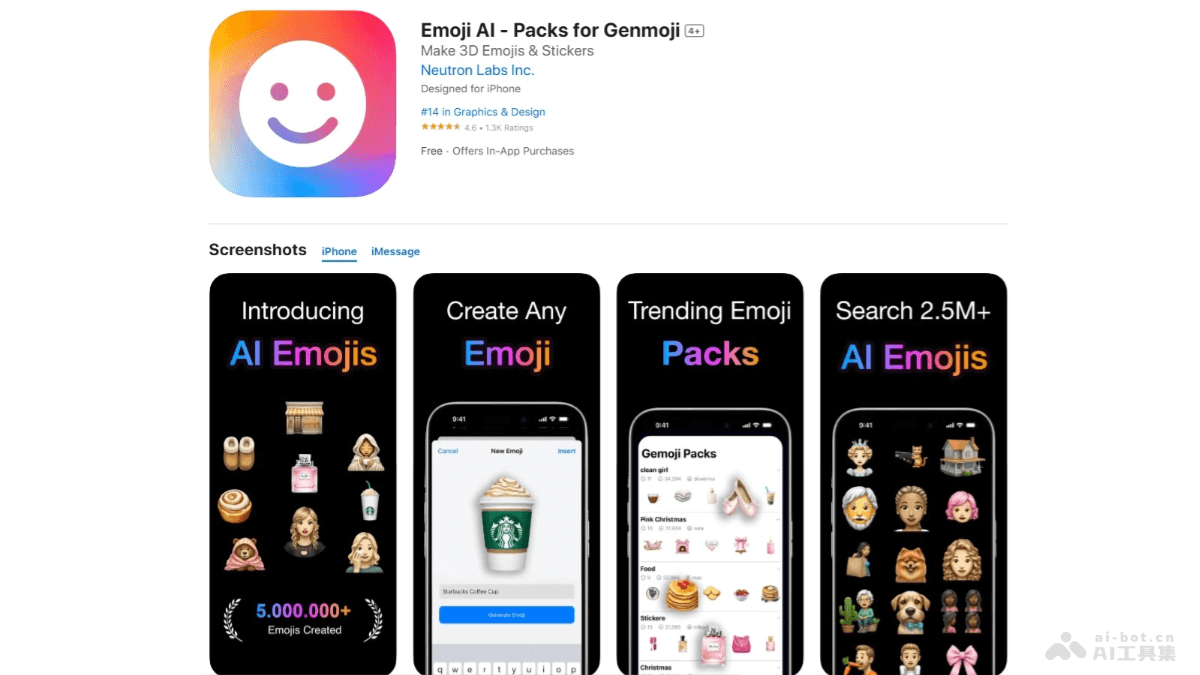 Emoji AI - Packs for Genmoji 4+
Make 3D Emojis & Stickers
Neutron Labs Inc.
Designed for iPhone
#14 in Graphics & Design
4.6 • 1.3K Ratings
Free · Offers In-App Purchases
Screenshots iPhone iMessage
Introducing
AI Emojis
5.000.000+
Emojis Created
Create Any
Emoji
9:41
Cancel New Emoji Insert
Starbucks Coffee Cup
Generate Emoji
q w e r t y u i o p
Trending Emoji
Packs
9:41
Gemoji Packs
clean girl
Pink Christmas
Food
Stickers
Christmas
Search 2.5M+
AI Emojis
9:41
ai-bot.cn
AI工具集